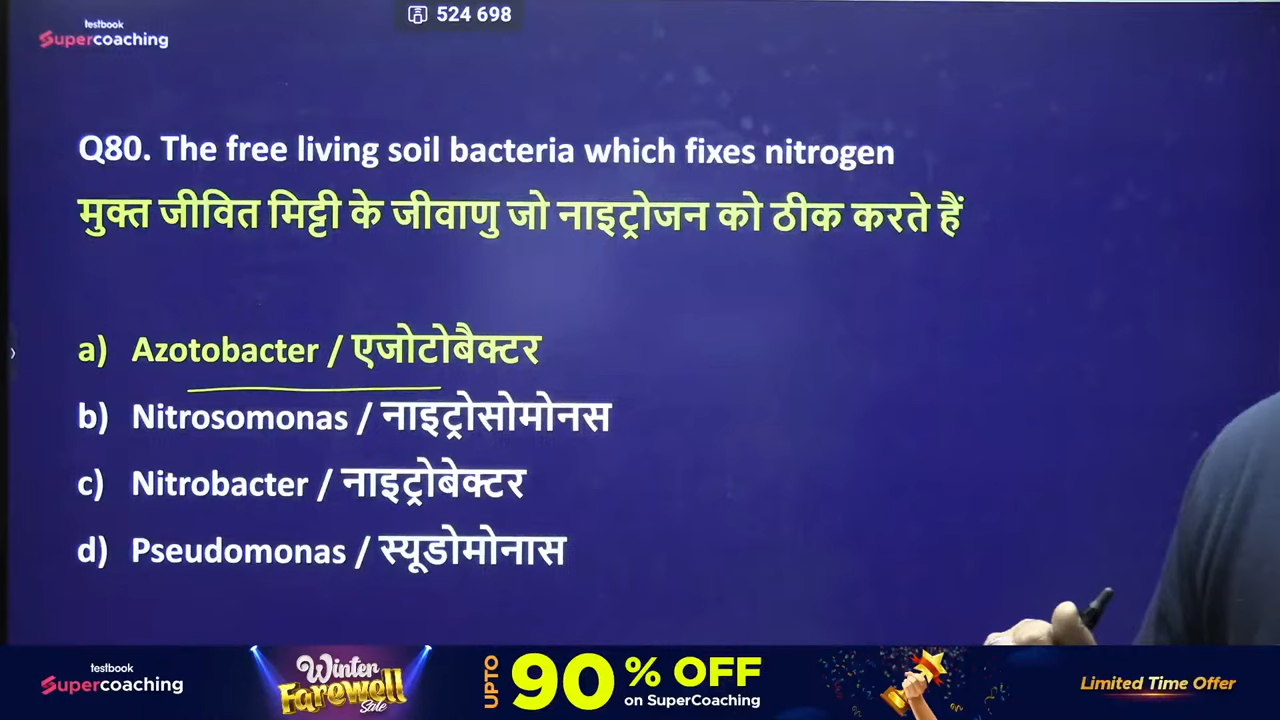 testbook
Supercoaching
524 698
Q80. The free living soil bacteria which fixes nitrogen
मुक्त जीवित मिट्टी के जीवाणु जो नाइट्रोजन को ठीक करते हैं
a) Azotobacter / एजोटोबैक्टर
b) Nitrosomonas / नाइट्रोसोमोनस
c) Nitrobacter / नाइट्रोबेक्टर
d) Pseudomonas / स्यूडोमोनास
testbook
Supercoaching
Winter
Farewell
Sale
UPTO
90% OFF
on SuperCoaching
Limited Time Offer